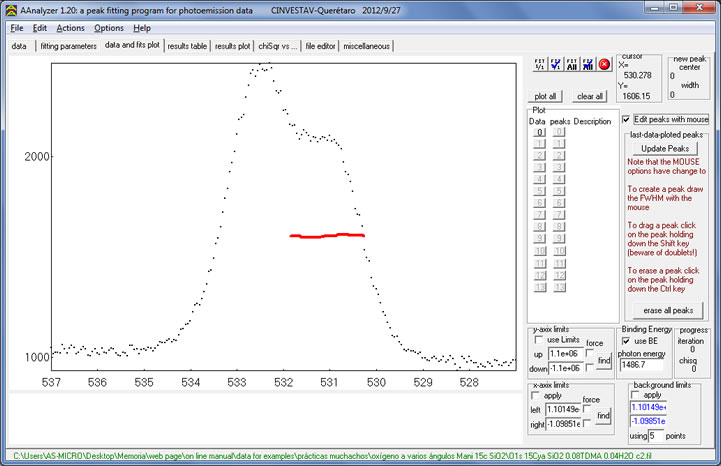 AAnalyzer 1.20: a peak fitting program for photoemission data CINVESTAV-Querétaro 2012/9/27
File Edit Actions Options Help
data fitting parameters data and fits plot results table results plot chiSqr vs ... file editor miscellaneous
FIT 1/1 FIT 1/1 FIT All FIT All
cursor
X=
530.278
Y=
1606.15
new peak
center
0
width
0
plot all clear all
Plot
Data peaks Description
0 0
1 1
2 2
3 3
4 4
5 5
6 6
7 7
8 8
9 9
10 10
11 11
12 12
13 13
Edit peaks with mouse
last-data-ploted peaks
Update Peaks
Note that the MOUSE
options have change to
To create a peak draw
the FWHM with the
mouse
To drag a peak click
on the peak holding
down the Shift key
(beware of doublets!)
To erase a peak click
on the peak holding
down the Ctrl key
erase all peaks
2000
1000
537 536 535 534 533 532 531 530 529 528
y-axis limits
use Limits force
up 1.1e+06
down -1.1e+06
find
Binding Energy
use BE
photon energy
1486.7
progress
iteration
0
chisq
0
x-axis limits
apply force
left 1.10149e+
right -1.09851e
find
background limits
apply
1.10149e+
-1.09851e
using 5 points
C:\Users\AS-MICRO\Desktop\Memoria\web page\on line manual\data for examples\prácticas muchachos\oxígeno a varios ángulos Mani 15c SiO2\O1s 15Cya SiO2 0.08TDMA 0.04H2O c2.fil